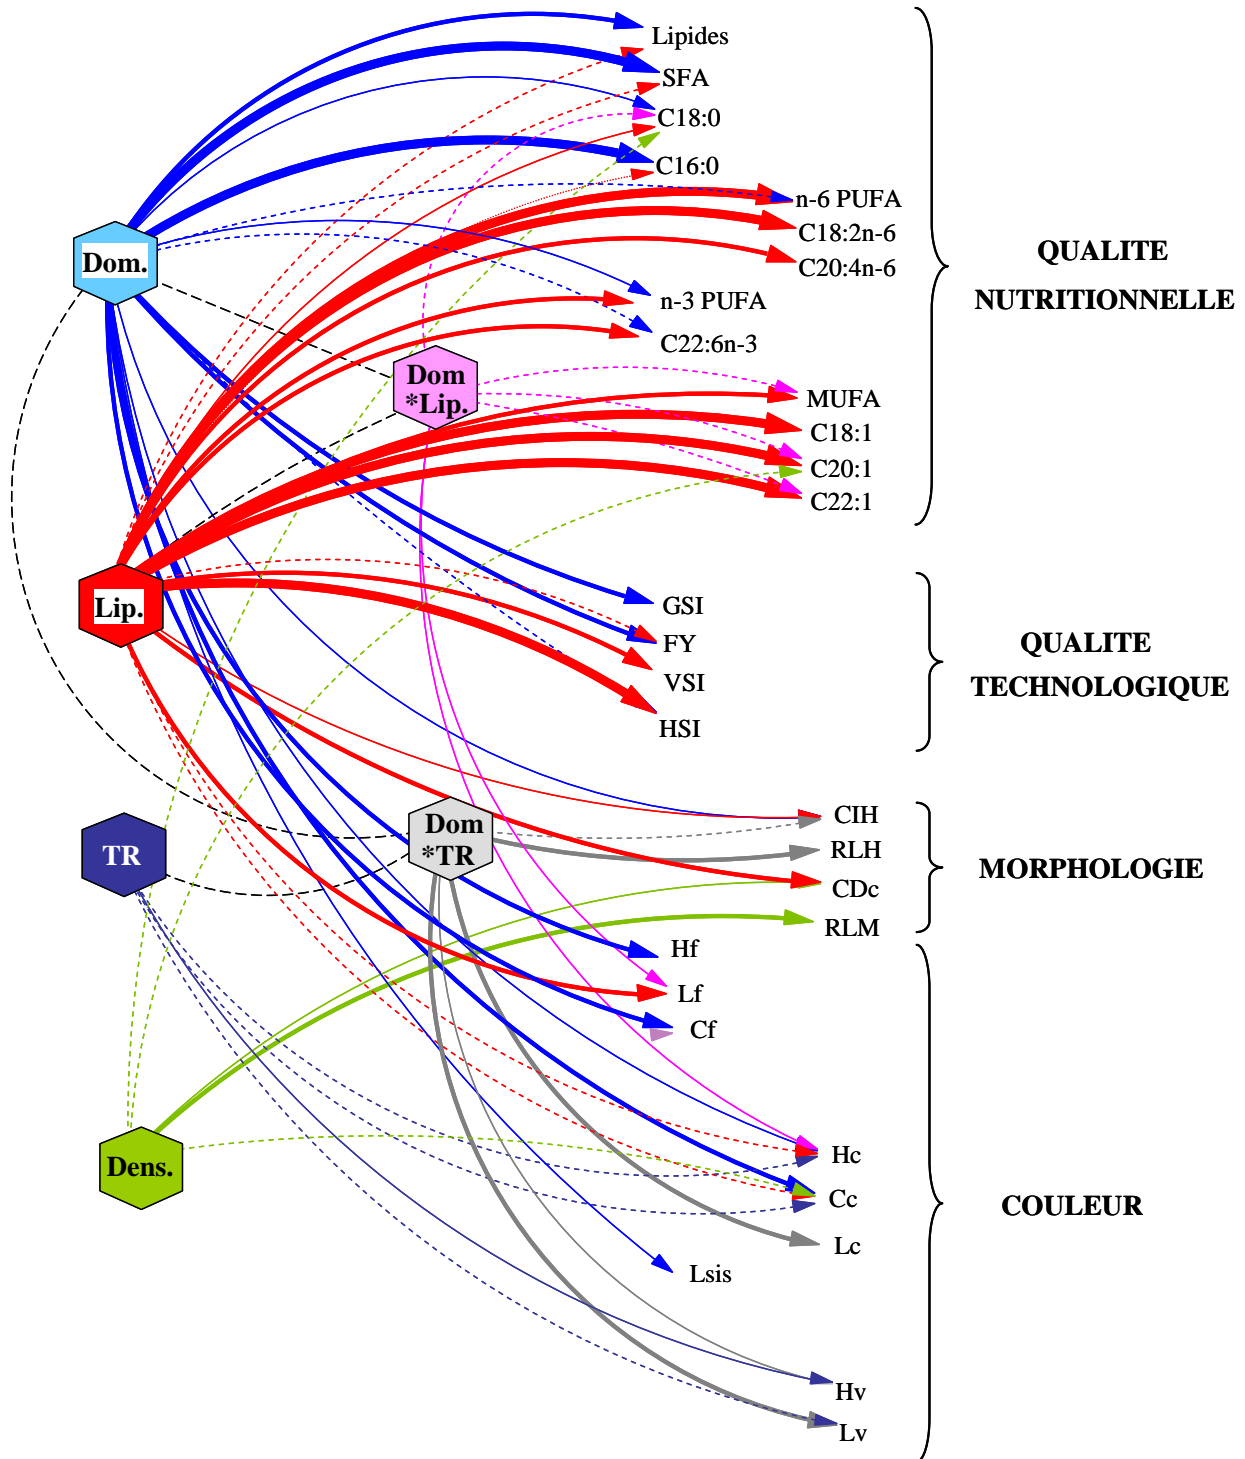 Lipides
SFA
C18:0
C16:0
n-6 PUFA
C18:2n-6
C20:4n-6
n-3 PUFA
C22:6n-3
MUFA
C18:1
C20:1
C22:1
QUALITE
NUTRITIONNELLE
Dom.
Dom
*Lip.
Lip.
GSI
FY
VSI
HSI
QUALITE
TECHNOLOGIQUE
TR
Dom
*TR
CIH
RLH
CDc
RLM
MORPHOLOGIE
Dens.
Hf
Lf
Cf
Hc
Cc
Lc
Lsis
Hv
Lv
COULEUR